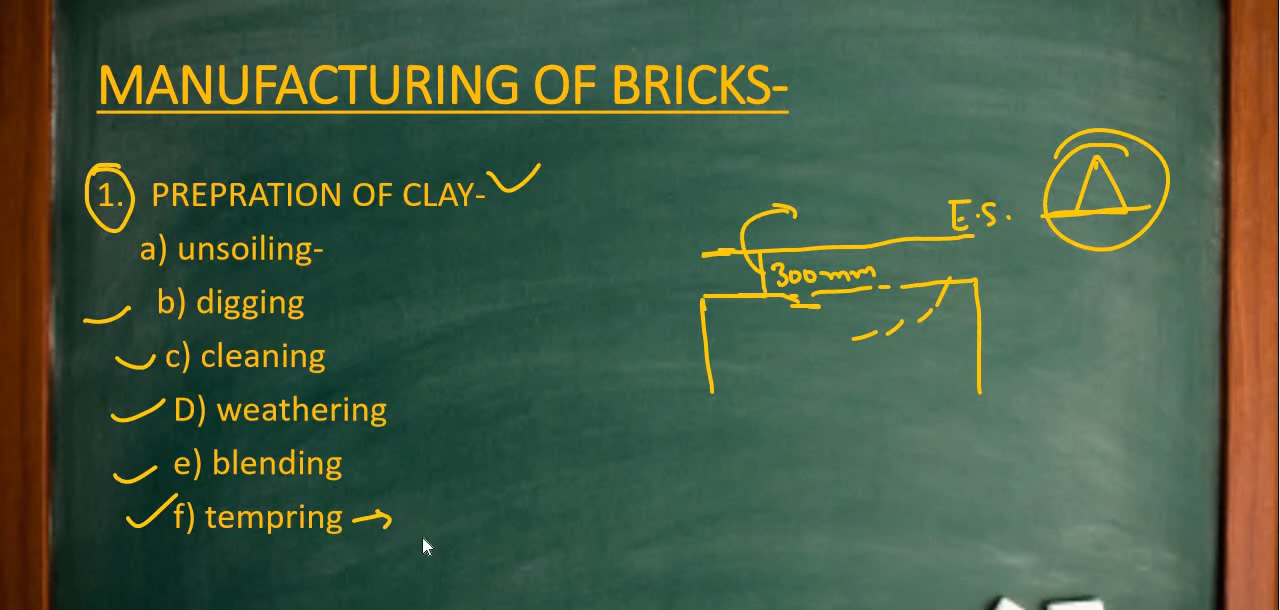 MANUFACTURING OF BRICKS-
1. PREPRATION OF CLAY-
a) unsoiling-
b) digging
c) cleaning
D) weathering
e) blending
f) tempring →
E.S.
300mm